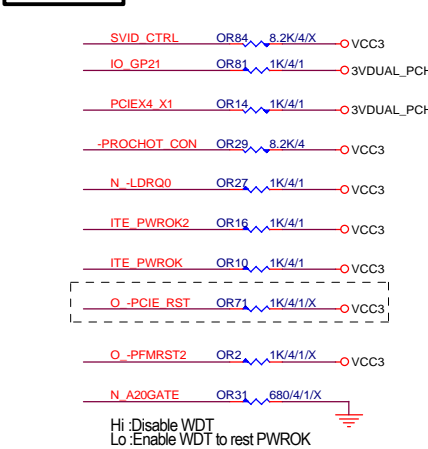 SVID_CTRL OR84 8.2K/4/X VCC3
IO_GP21 OR81 1K/4/1 3VDUAL_PCH
PCIEX4_X1 OR14 1K/4/1 3VDUAL_PCH
-PROCHOT_CON OR29 8.2K/4 VCC3
N_-LDRQ0 OR27 1K/4/1 VCC3
ITE_PWROK2 OR16 1K/4/1 VCC3
ITE_PWROK OR10 1K/4/1 VCC3
O_-PCIE_RST OR71 1K/4/1/X VCC3
O_-PFMRST2 OR2 1K/4/1/X VCC3
N_A20GATE OR31 680/4/1/X
Hi :Disable WDT
Lo :Enable WDT to rest PWROK